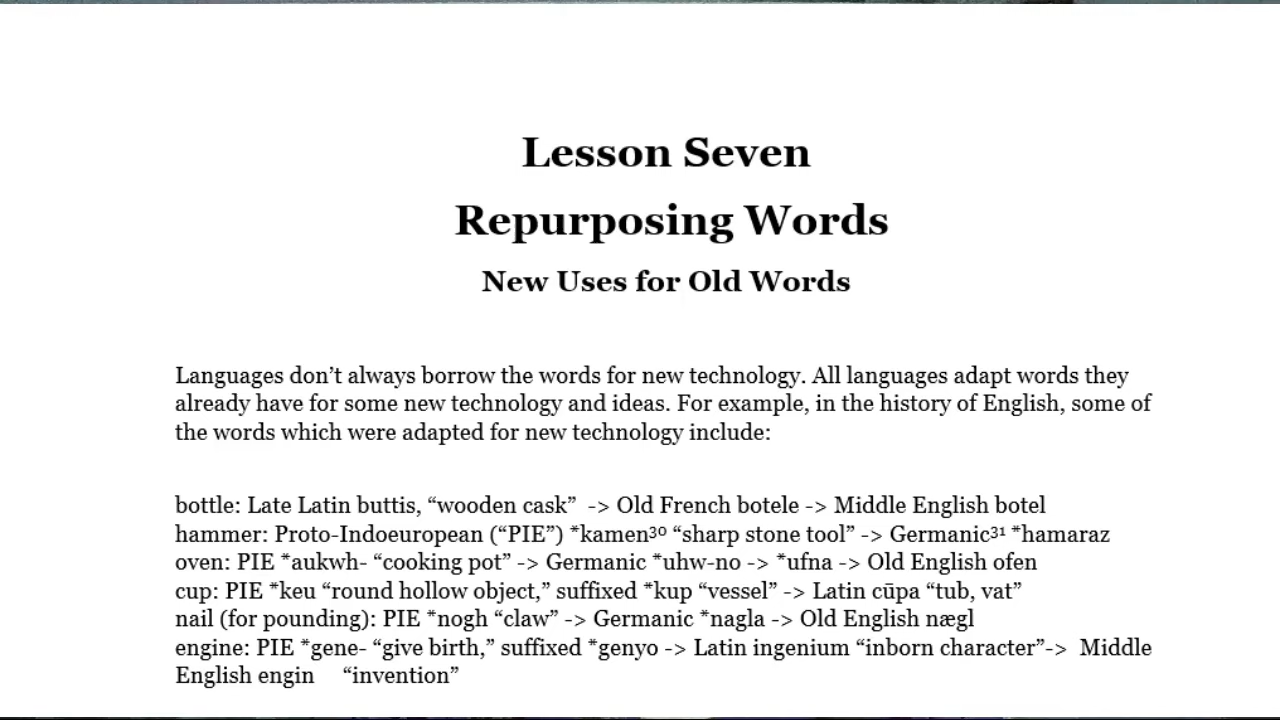 Lesson Seven
Repurposing Words
New Uses for Old Words
Languages don’t always borrow the words for new technology. All languages adapt words they
already have for some new technology and ideas. For example, in the history of English, some of
the words which were adapted for new technology include:
bottle: Late Latin buttis, “wooden cask”  -> Old French botele -> Middle English botel
hammer: Proto-Indoeuropean (“PIE”) *kamen³⁰ “sharp stone tool” -> Germanic³¹ *hamaraz
oven: PIE *aukwh- “cooking pot” -> Germanic *uhw-no -> *ufna -> Old English ofen
cup: PIE *keu “round hollow object,” suffixed *kup “vessel” -> Latin cūpa “tub, vat”
nail (for pounding): PIE *nogh “claw” -> Germanic *nagla -> Old English nægl
engine: PIE *gene- “give birth,” suffixed *genyo -> Latin ingenium “inborn character”->  Middle
English engin    “invention”